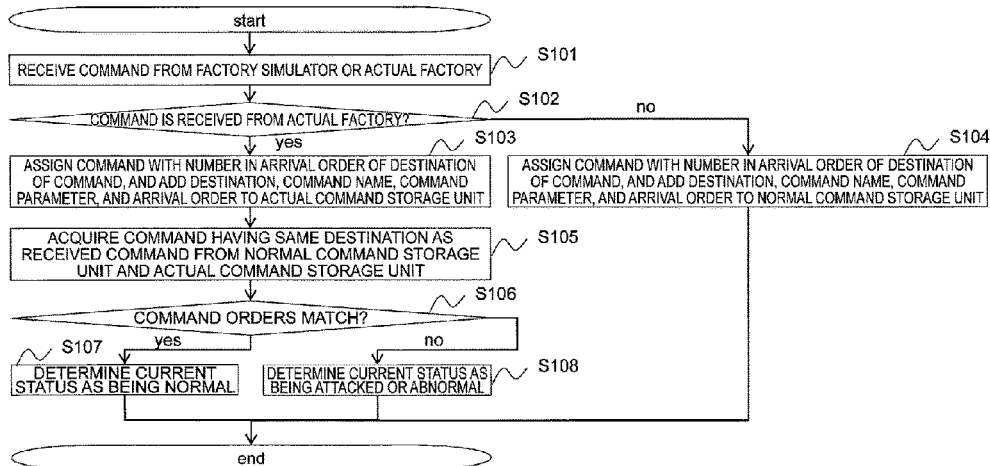 start
S101
RECEIVE COMMAND FROM FACTORY SIMULATOR OR ACTUAL FACTORY
S102
COMMAND IS RECEIVED FROM ACTUAL FACTORY?
no
yes
S103
S104
ASSIGN COMMAND WITH NUMBER IN ARRIVAL ORDER OF DESTINATION
OF COMMAND, AND ADD DESTINATION, COMMAND NAME, COMMAND
PARAMETER, AND ARRIVAL ORDER TO ACTUAL COMMAND STORAGE UNIT
ASSIGN COMMAND WITH NUMBER IN ARRIVAL ORDER OF DESTINATION
OF COMMAND, AND ADD DESTINATION, COMMAND NAME, COMMAND
PARAMETER, AND ARRIVAL ORDER TO NORMAL COMMAND STORAGE UNIT
S105
ACQUIRE COMMAND HAVING SAME DESTINATION AS
RECEIVED COMMAND FROM NORMAL COMMAND STORAGE
UNIT AND ACTUAL COMMAND STORAGE UNIT
S106
COMMAND ORDERS MATCH?
yes
no
S107
DETERMINE CURRENT
STATUS AS BEING NORMAL
S108
DETERMINE CURRENT STATUS AS
BEING ATTACKED OR ABNORMAL
end